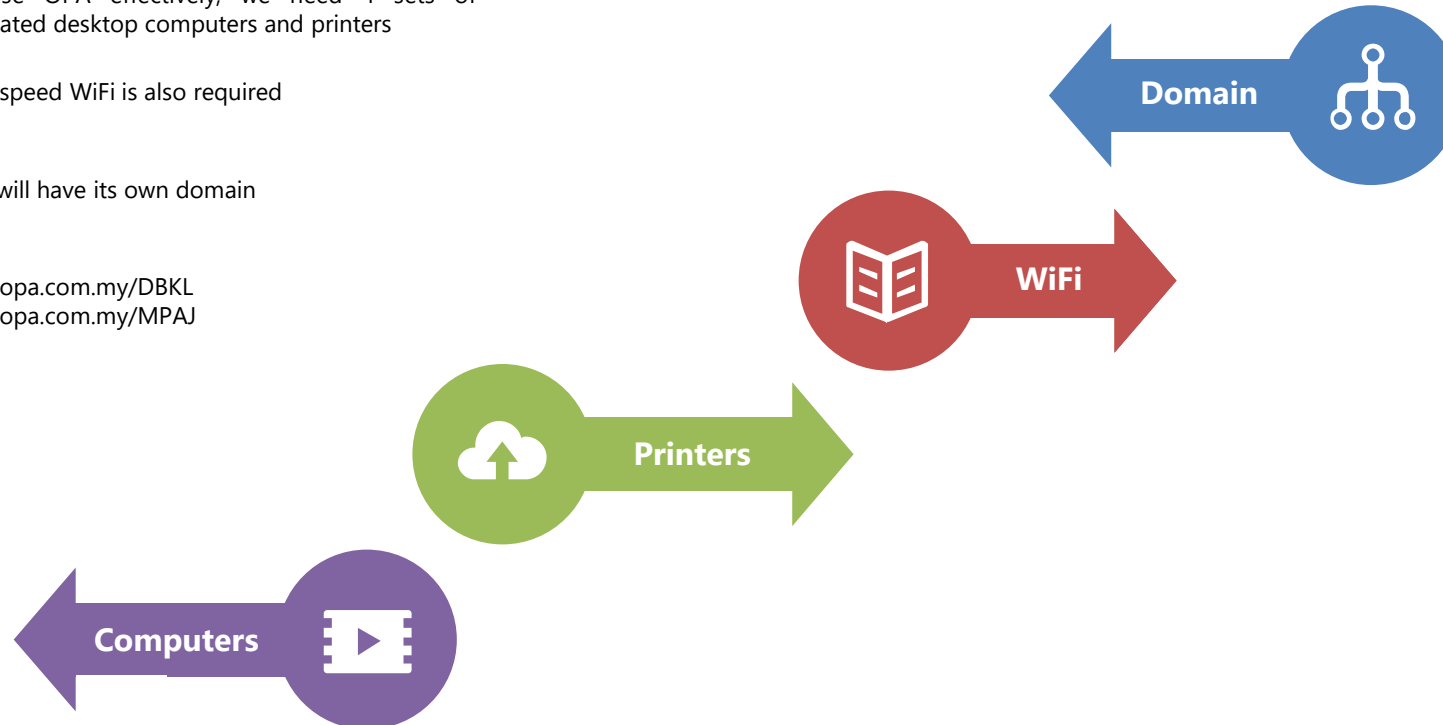 ated desktop computers and printers
speed WiFi is also required
will have its own domain
opa.com.my/DBKL
opa.com.my/MPAJ
Domain
WiFi
Printers
Computers